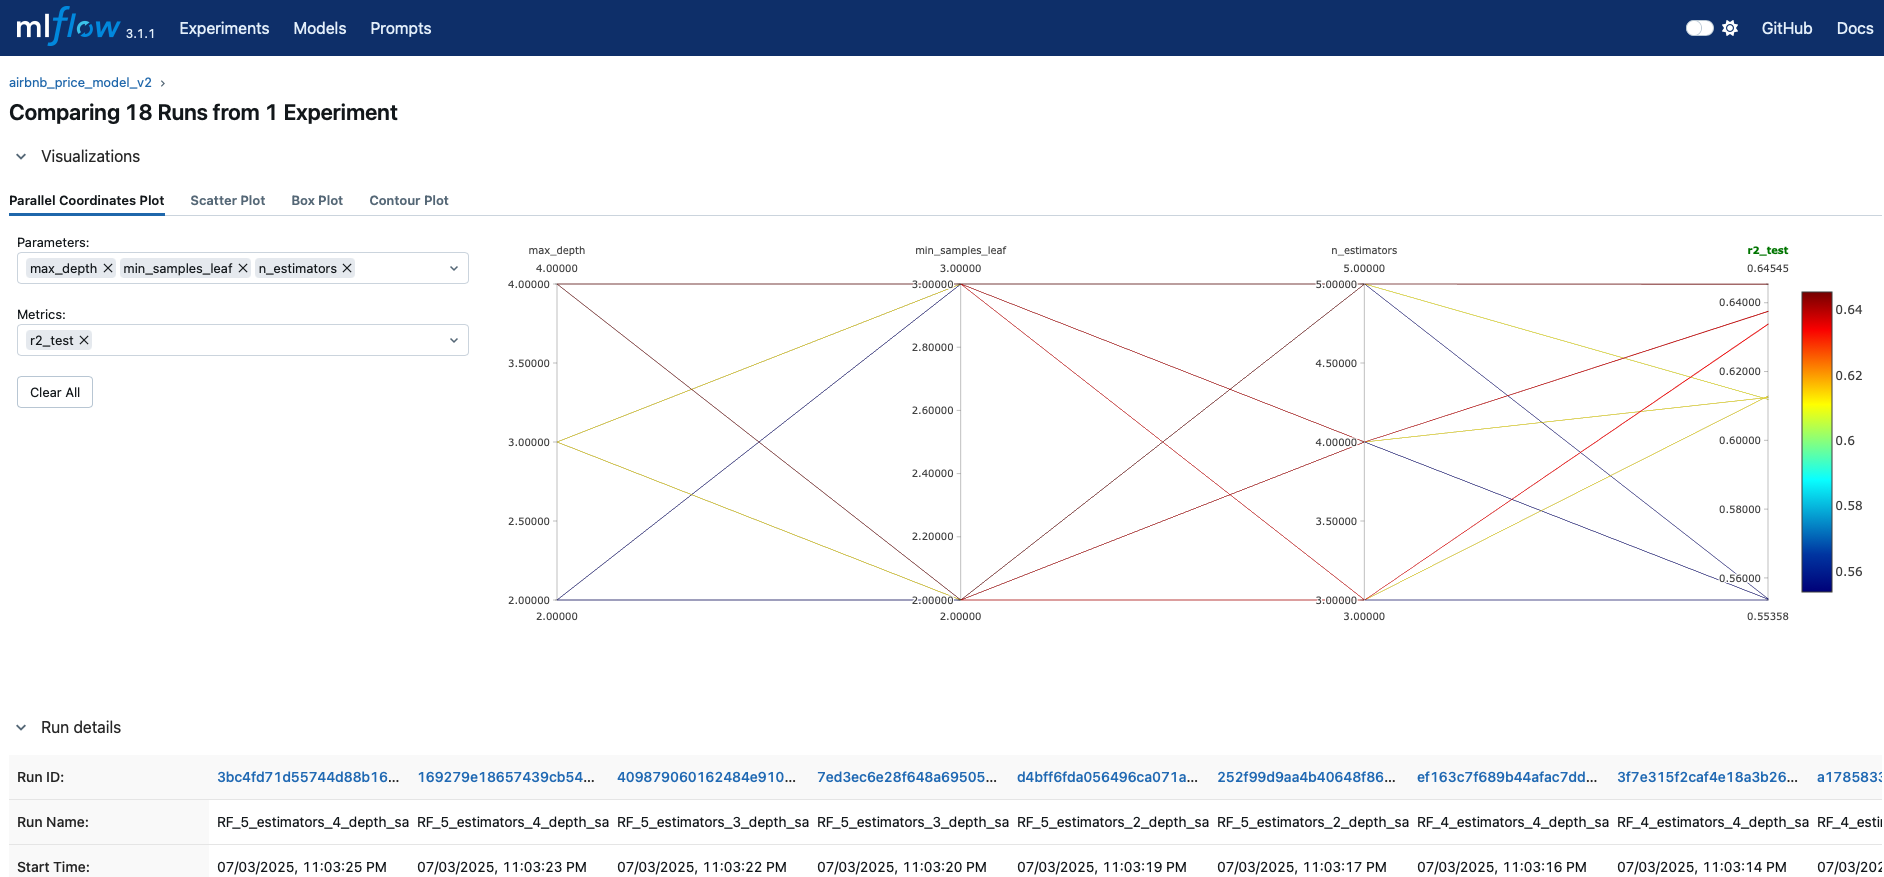 mlflow 3.1.1 Experiments Models Prompts GitHub Docs
airbnb_price_model_v2 ›
Comparing 18 Runs from 1 Experiment
Visualizations
Parallel Coordinates Plot Scatter Plot Box Plot Contour Plot
Parameters:
max_depth × min_samples_leaf × n_estimators ×
Metrics:
r2_test ×
Clear All
max_depth min_samples_leaf n_estimators r2_test
4.00000 3.00000 5.00000 0.64545
4.00000
3.50000
3.00000
2.50000
2.00000
2.00000
3.00000
2.80000
2.60000
2.40000
2.20000
2.00000
2.00000
5.00000
4.50000
4.00000
3.50000
3.00000
3.00000
0.64000
0.62000
0.60000
0.58000
0.56000
0.55358
0.64
0.62
0.6
0.58
0.56
Run details
Run ID: 3bc4fd71d55744d88b16... 169279e18657439cb54... 409879060162484e910... 7ed3ec6e28f648a69505... d4bff6fda056496ca071a... 252f99d9aa4b40648f86... ef163c7f689b44afac7dd... 3f7e315f2caf4e18a3b26... a178583
Run Name: RF_5_estimators_4_depth_sa RF_5_estimators_4_depth_sa RF_5_estimators_3_depth_sa RF_5_estimators_3_depth_sa RF_5_estimators_2_depth_sa RF_5_estimators_2_depth_sa RF_4_estimators_4_depth_sa RF_4_estimators_4_depth_sa RF_4_esti
Start Time: 07/03/2025, 11:03:25 PM 07/03/2025, 11:03:23 PM 07/03/2025, 11:03:22 PM 07/03/2025, 11:03:20 PM 07/03/2025, 11:03:19 PM 07/03/2025, 11:03:17 PM 07/03/2025, 11:03:16 PM 07/03/2025, 11:03:14 PM 07/03/202